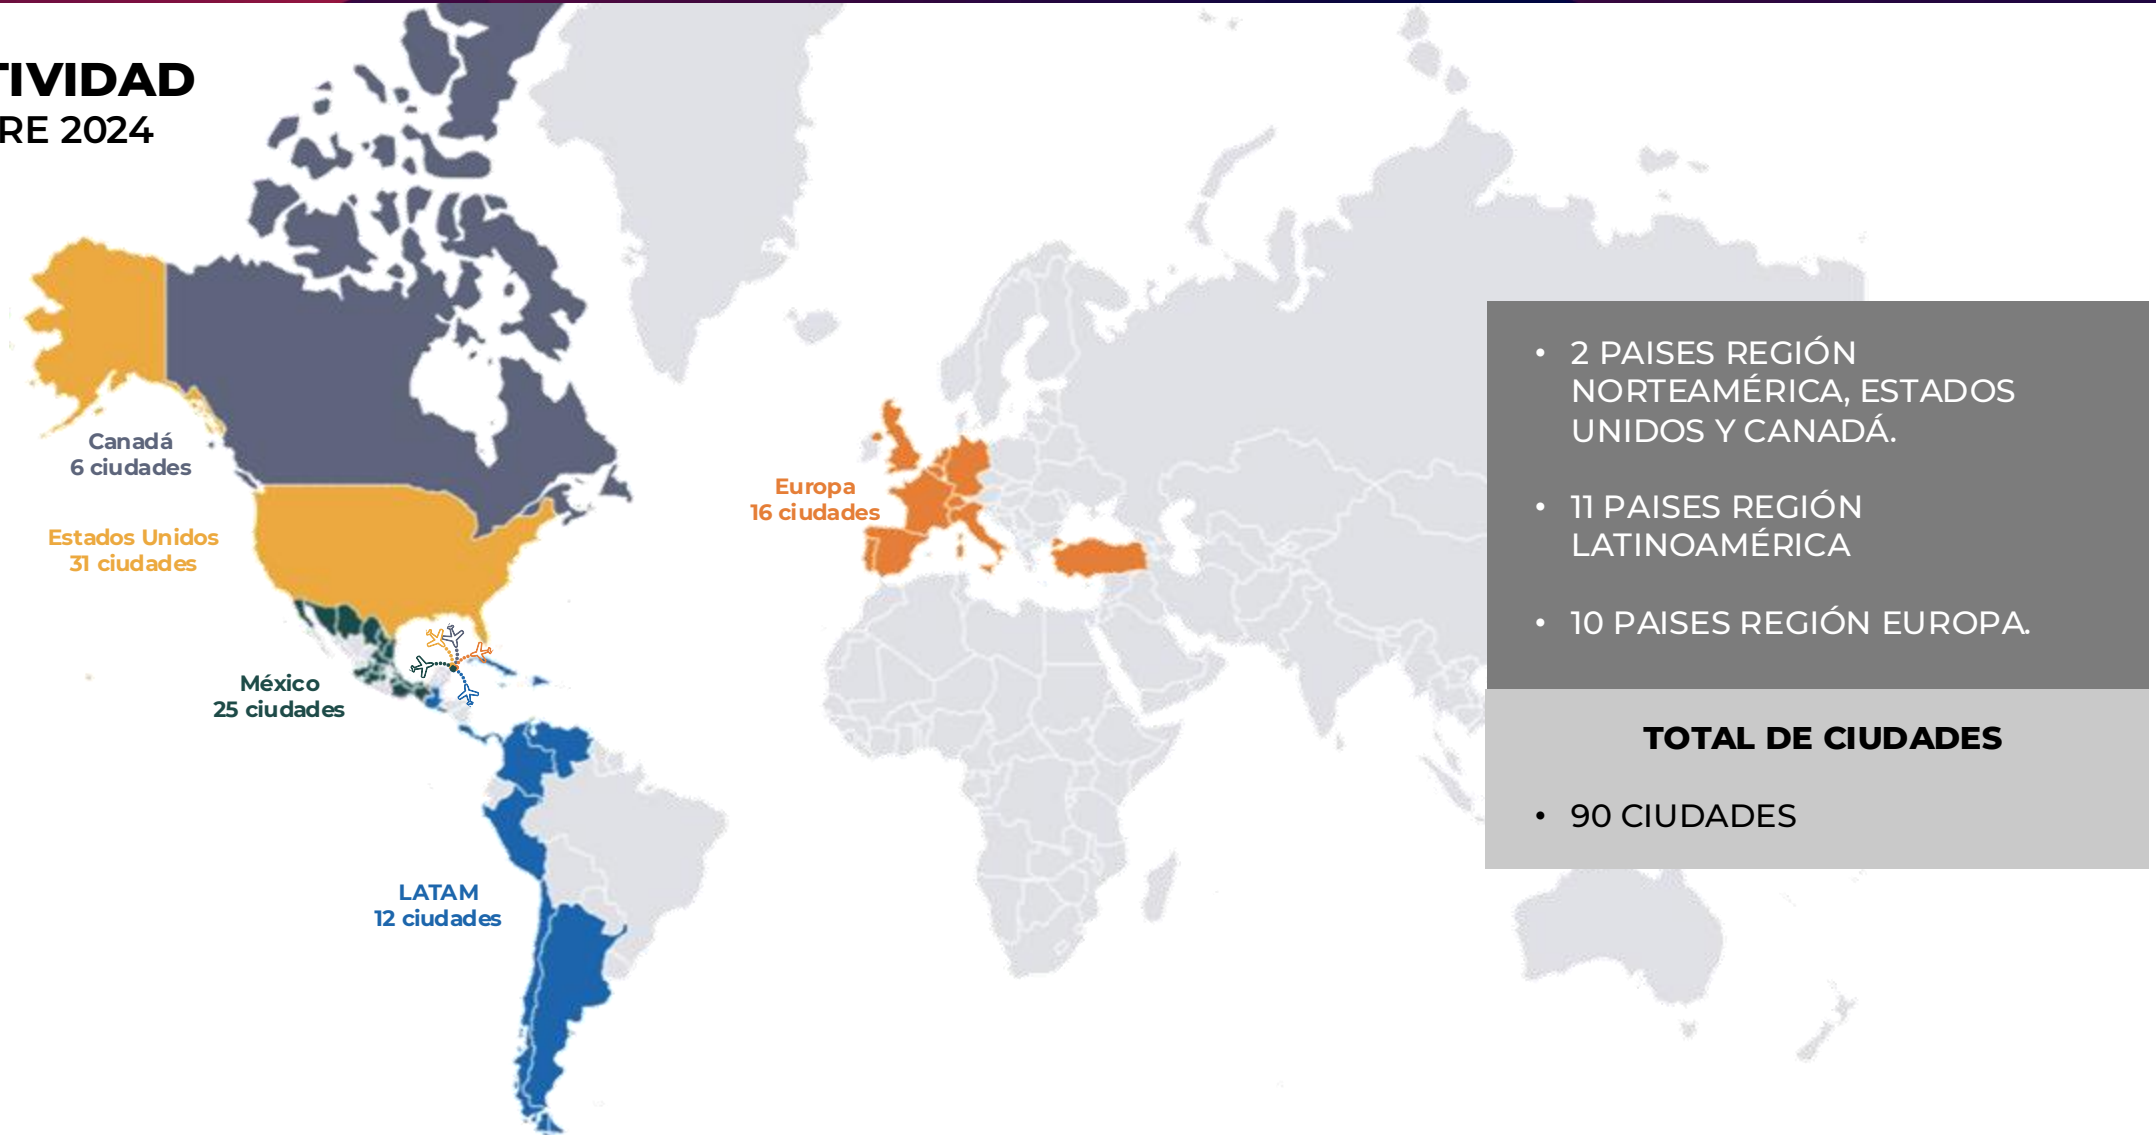 TIVIDAD
RE 2024
Canadá
6 ciudades
Estados Unidos
31 ciudades
México
25 ciudades
LATAM
12 ciudades
Europa
16 ciudades
• 2 PAISES REGIÓN
NORTEAMÉRICA, ESTADOS
UNIDOS Y CANADÁ.
• 11 PAISES REGIÓN
LATINOAMÉRICA
• 10 PAISES REGIÓN EUROPA.
TOTAL DE CIUDADES
• 90 CIUDADES